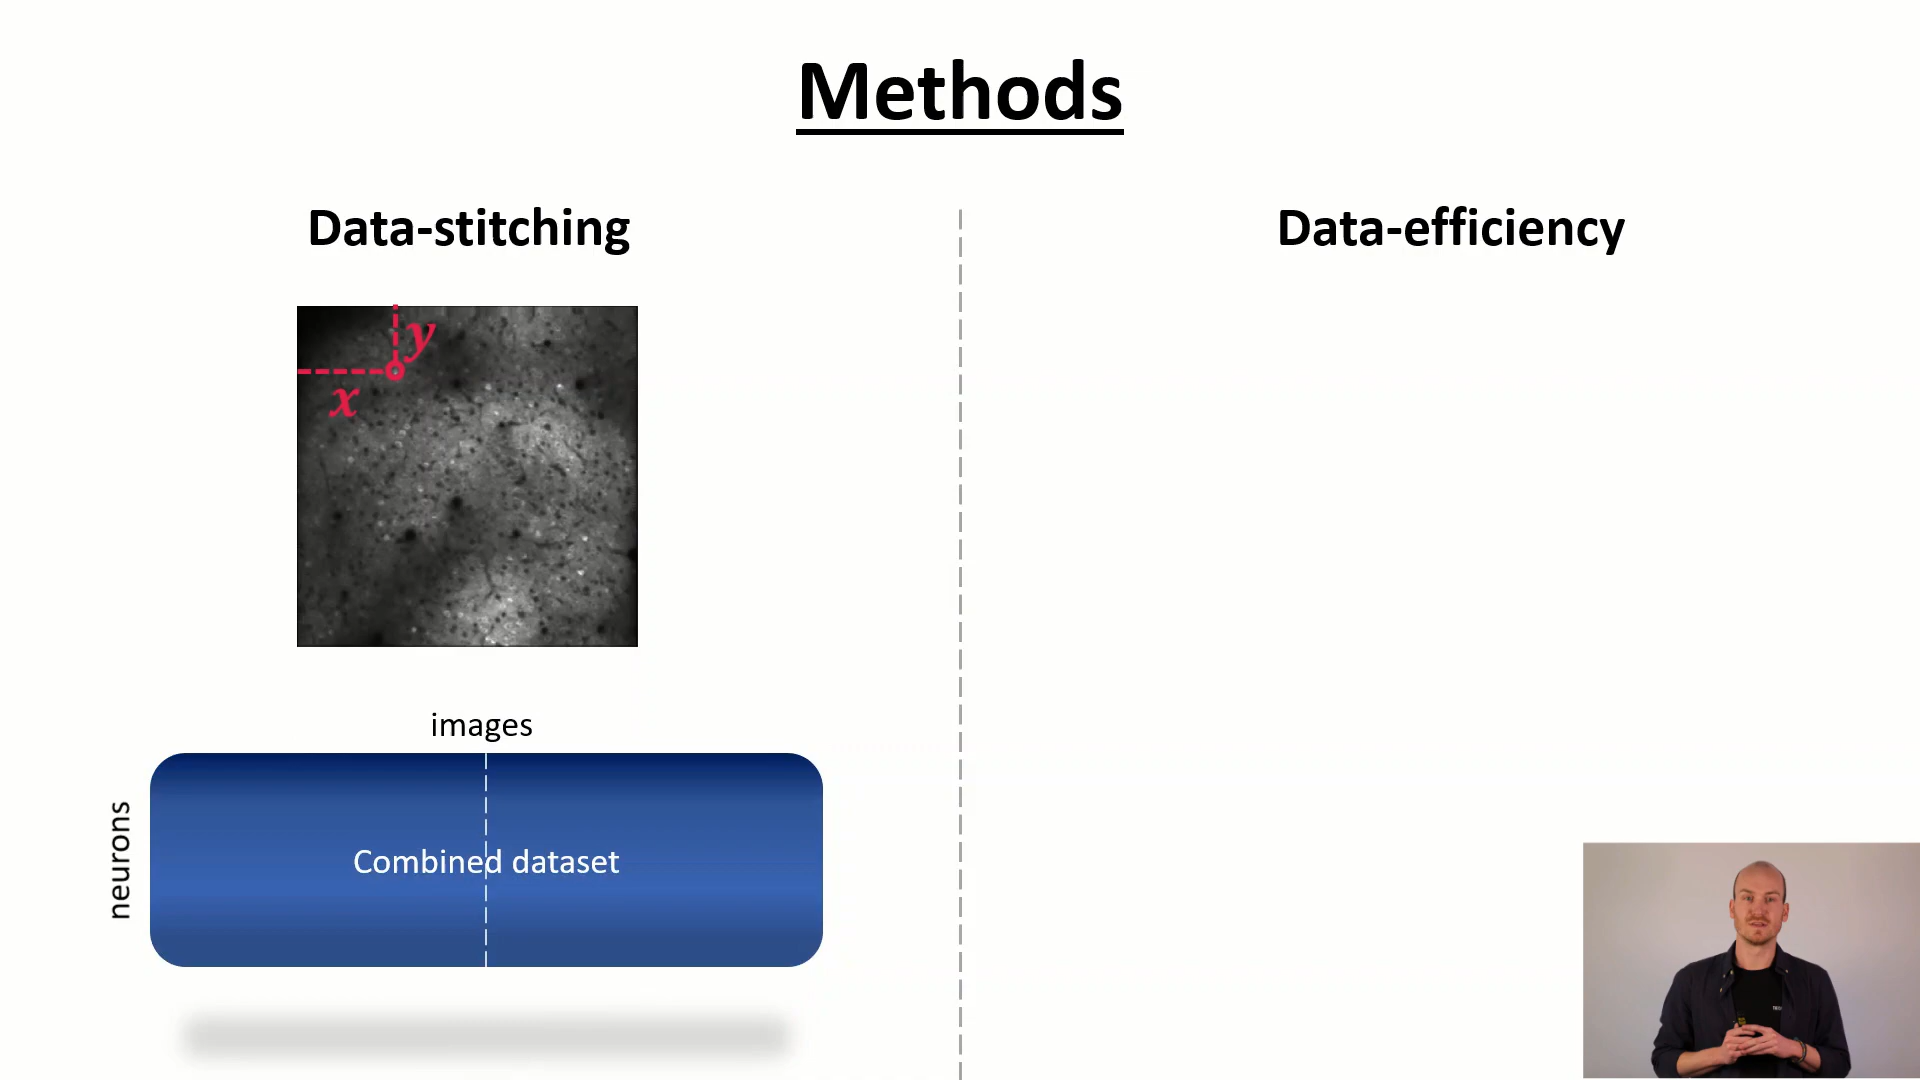 Methods
Data-stitching
Data-efficiency
y
x
images
neurons
Combined dataset